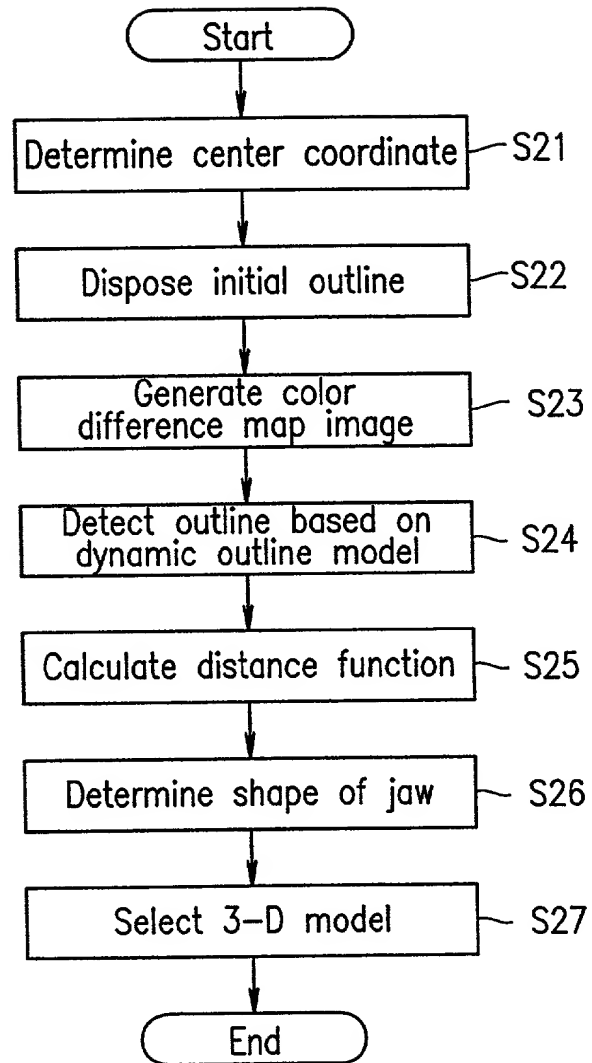 Start
Determine center coordinate
S21
Dispose initial outline
S22
Generate color
difference map image
S23
Detect outline based on
dynamic outline model
S24
Calculate distance function
S25
Determine shape of jaw
S26
Select 3-D model
S27
End